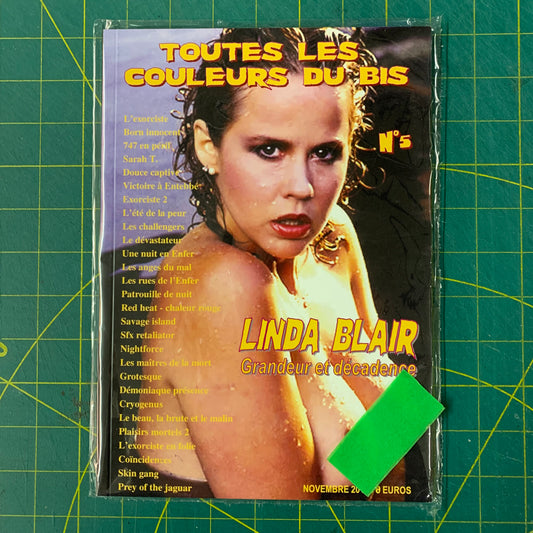 TOUTES LES
COULEURS DU BIS
N°5
L'exorciste
Born innocent
747 en péril
Sarah T.
Douce captive
Victoire à Entebbé
Exorciste 2
L'été de la peur
Les challengers
Le dévastateur
Une nuit en Enfer
Les anges du mal
Les rues de l'Enfer
Patrouille de nuit
Red heat - chaleur rouge
Savage island
Sfx retaliator
Nightforce
Les maîtres de la mort
Grotesque
Démoniaque présence
Cryogenus
Le beau, la brute et le malin
Plaisirs mortels 2
L'exorciste en folie
Coïncidences
Skin gang
Prey of the jaguar
LINDA BLAIR
Grandeur et décadence
NOVEMBRE 9 EUROS